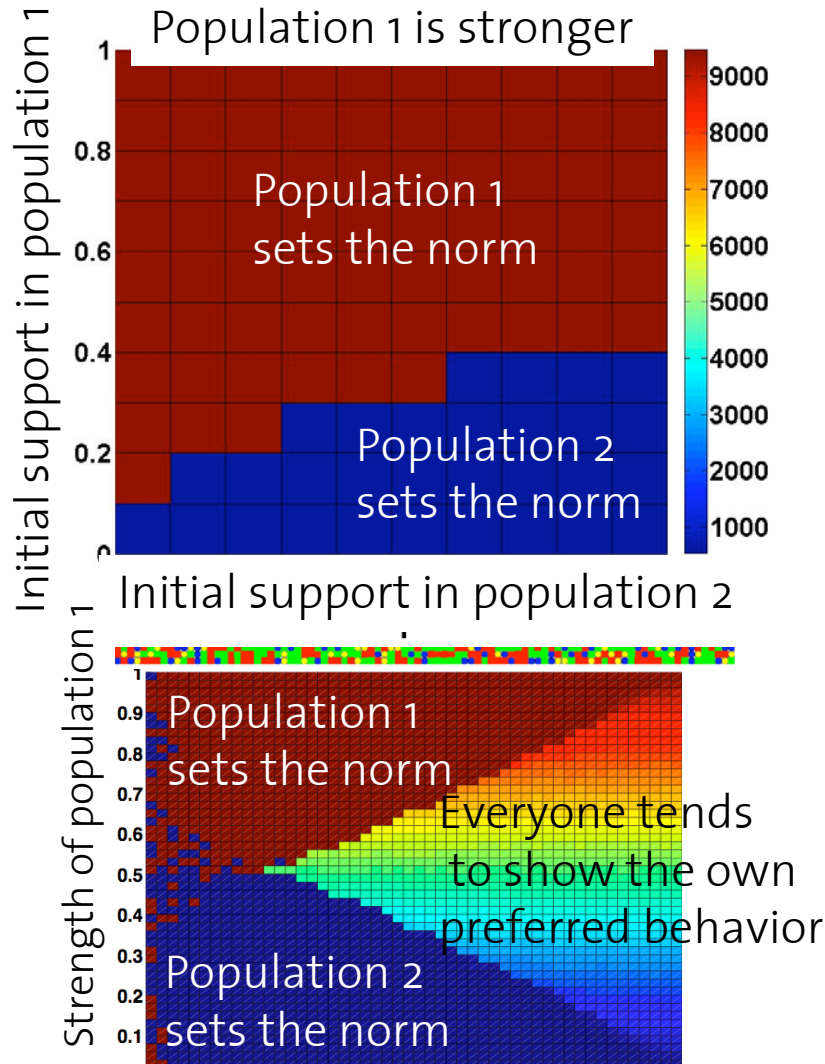 Population 1 is stronger
Initial support in population 1
1
0.8
0.6
0.4
0.2
0
Population 1
sets the norm
Population 2
sets the norm
9000
8000
7000
6000
5000
4000
3000
2000
1000
Initial support in population 2
Strength of population 1
1
0.9
0.8
0.7
0.6
0.5
0.4
0.3
0.2
0.1
Population 1
sets the norm
Everyone tends
to show the own
preferred behavior
Population 2
sets the norm